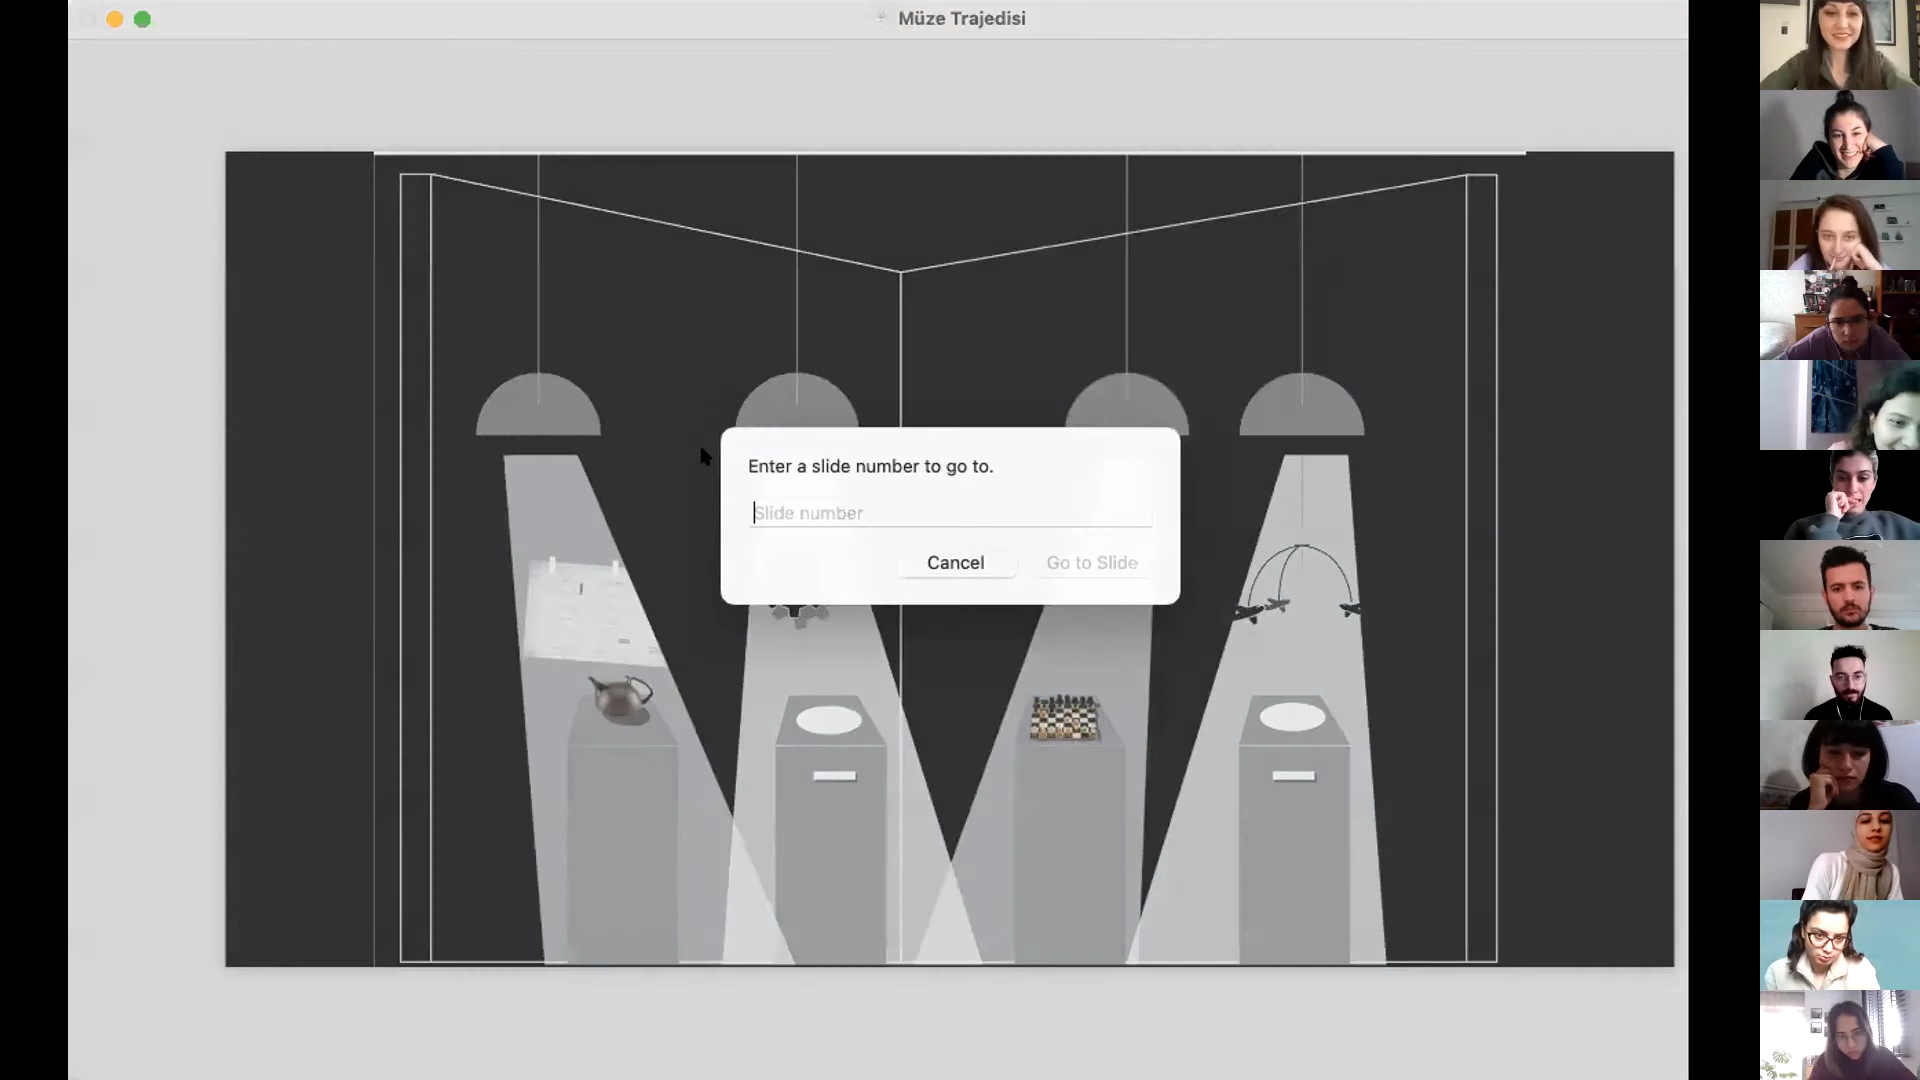 Müze Trajedisi
Enter a slide number to go to.
Slide number
Cancel
Go to Slide